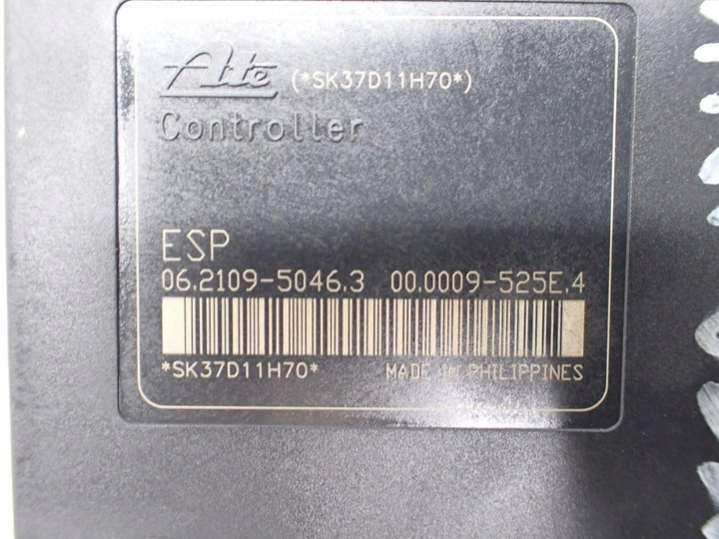 Ate (*SK37D11H70*)
Controller
ESP
06.2109-5046.3 00.0009-525E.4
*SK37D11H70*
MADE IN PHILIPPINES